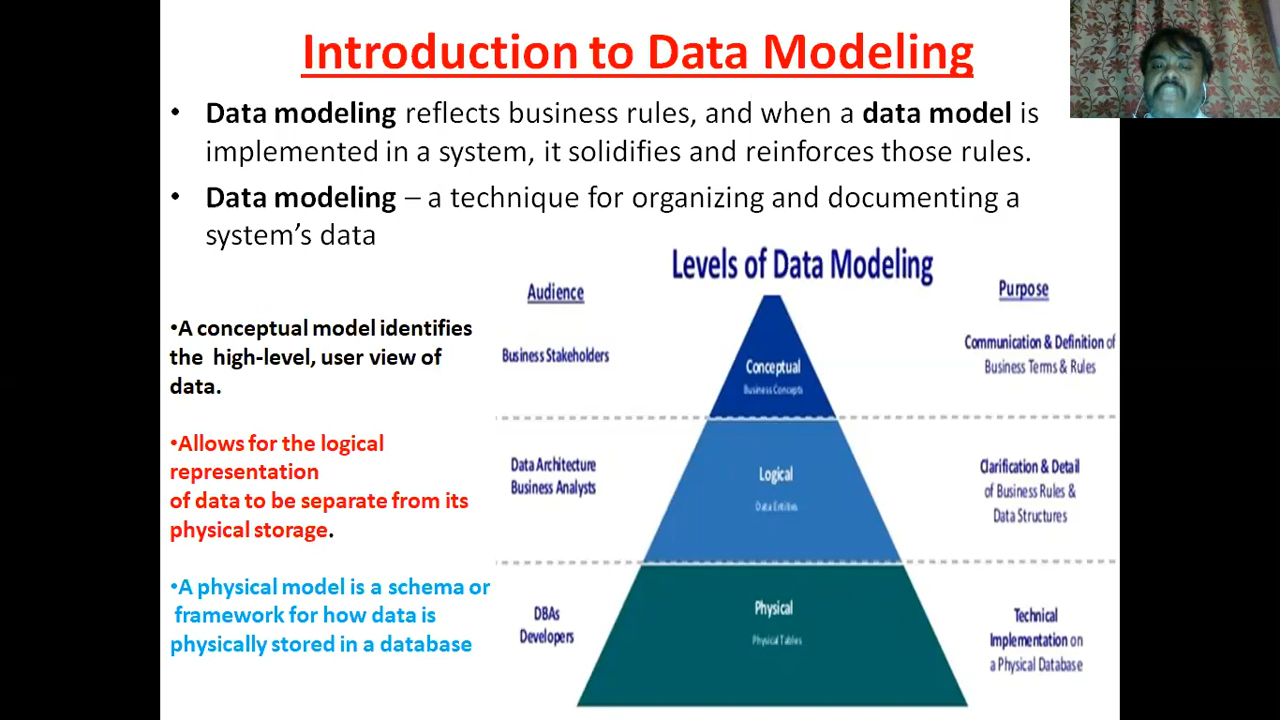 Introduction to Data Modeling
• Data modeling reflects business rules, and when a data model is
implemented in a system, it solidifies and reinforces those rules.
• Data modeling – a technique for organizing and documenting a
system’s data
•A conceptual model identifies
the high-level, user view of
data.
•Allows for the logical
representation
of data to be separate from its
physical storage.
•A physical model is a schema or
framework for how data is
physically stored in a database
Levels of Data Modeling
Audience
Purpose
Business Stakeholders
Conceptual
Business Concepts
Communication & Definition of
Business Terms & Rules
Data Architecture
Business Analysts
Logical
Data Entities
Clarification & Detail
of Business Rules &
Data Structures
DBAs
Developers
Physical
Physical Tables
Technical
Implementation on
a Physical Database